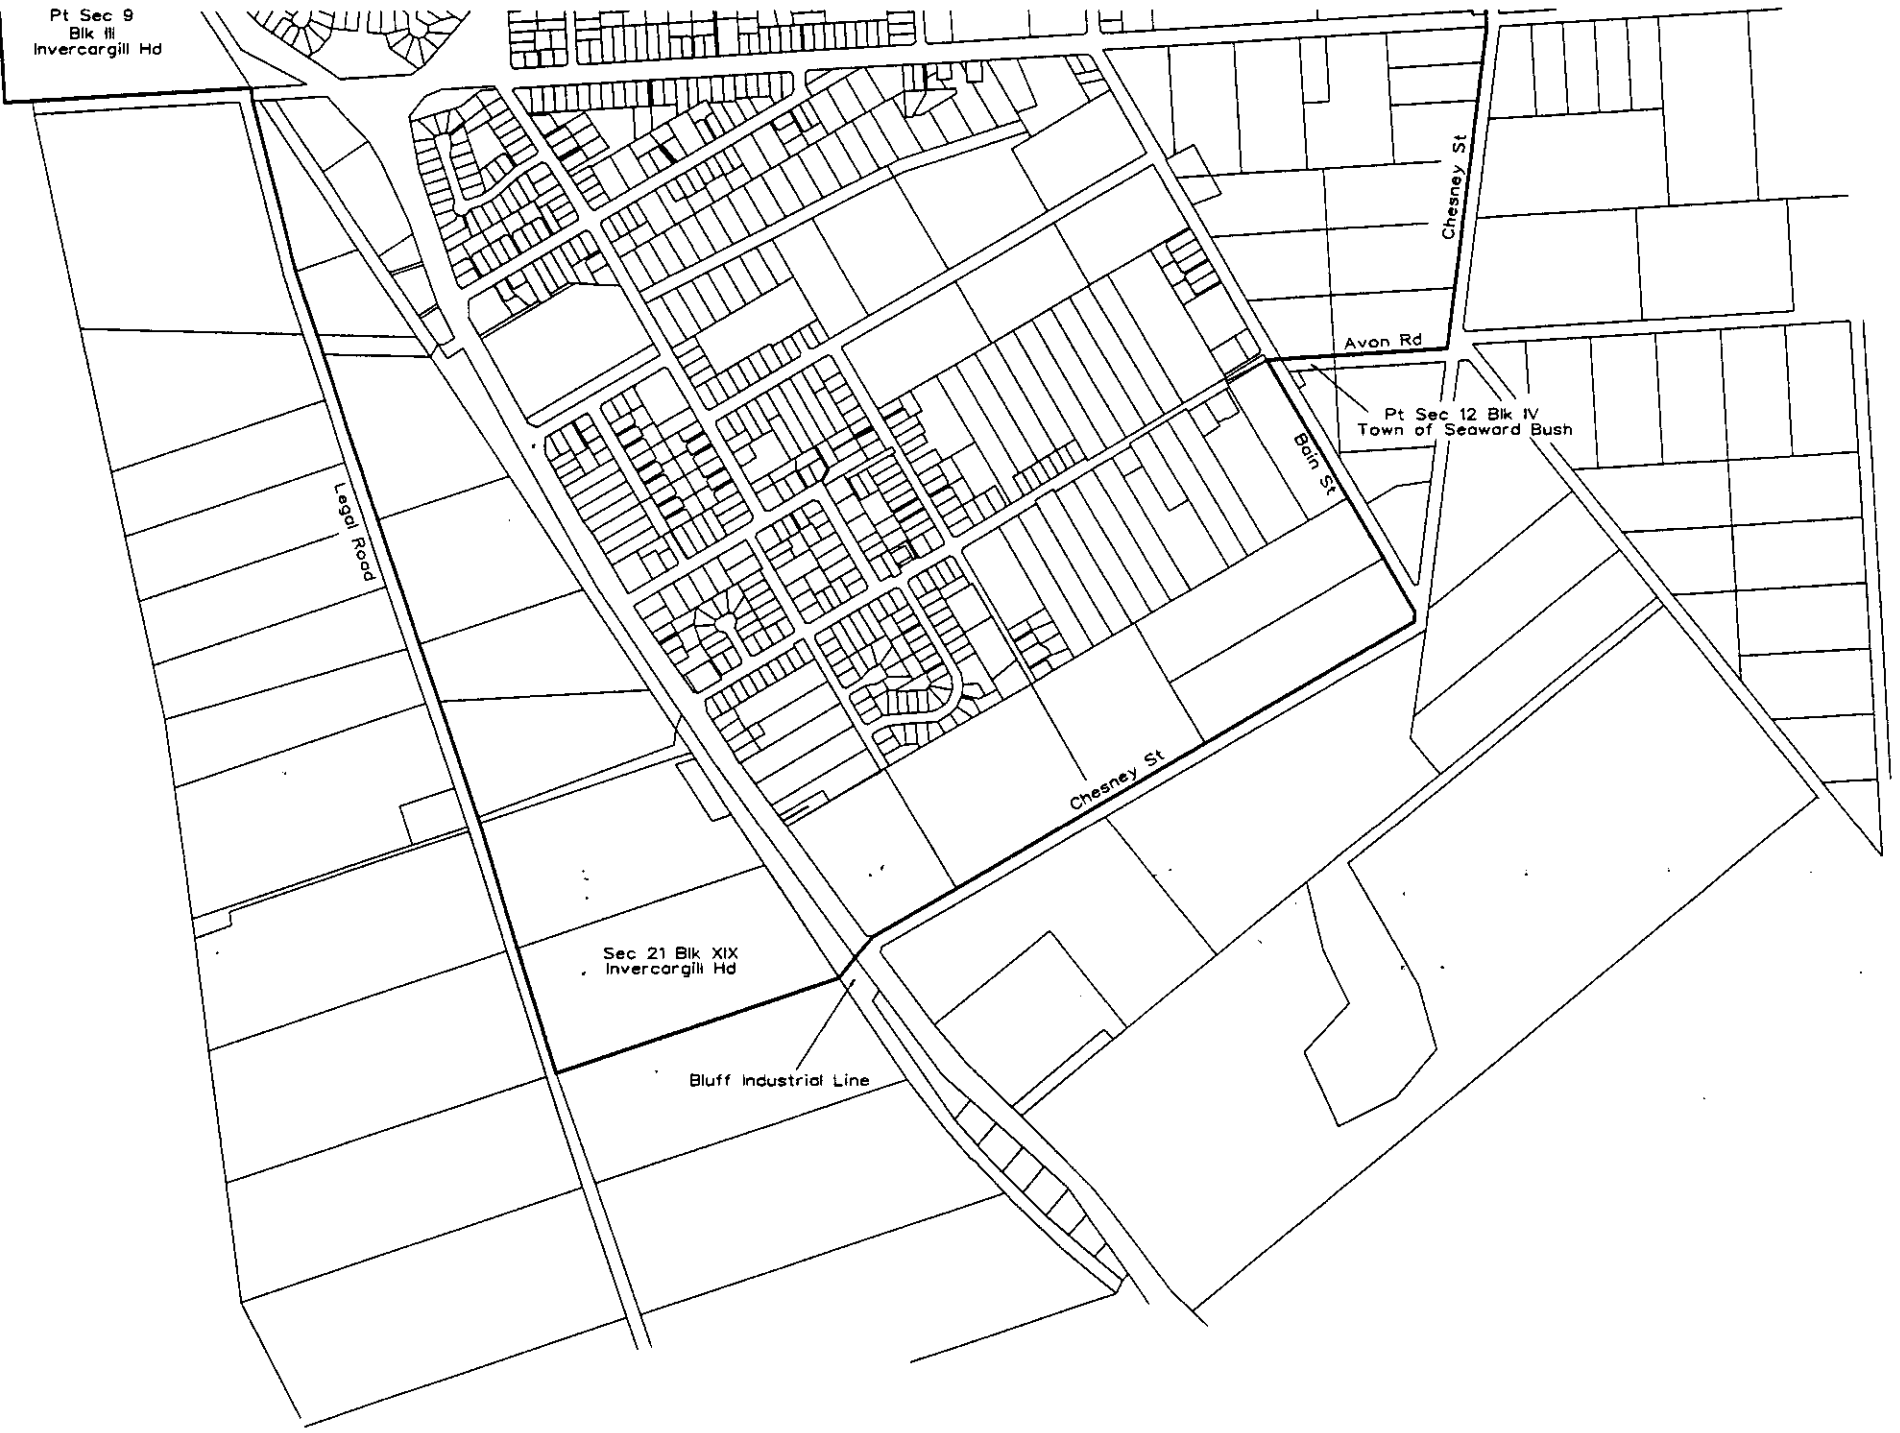 Pt Sec 9
Blk III
Invercargill Hd
Chesney St
Avon Rd
Pt Sec 12 Blk IV
Town of Seaward Bush
Bain St
Legal Road
Chesney St
Sec 21 Blk XIX
Invercargill Hd
Bluff Industrial Line